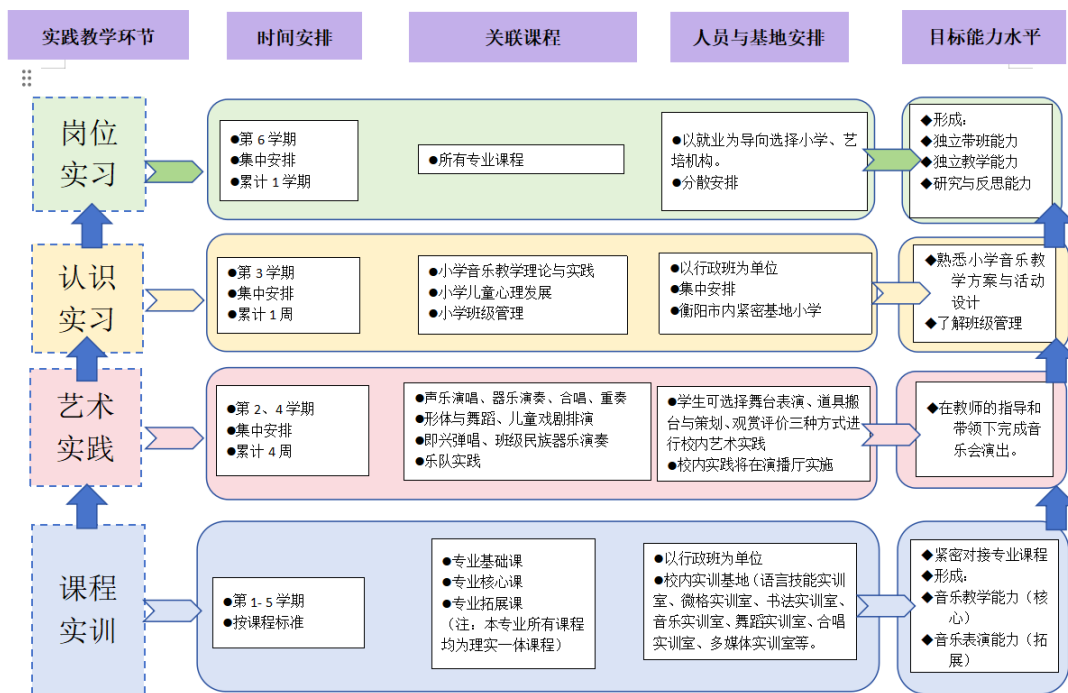 实践教学环节
时间安排
关联课程
人员与基地安排
目标能力水平
岗位
实习
●第 6 学期
●集中安排
●累计 1 学期
●所有专业课程
●以就业为导向选择小学、艺
培机构。
●分散安排
◆形成：
◆独立带班能力
◆独立教学能力
◆研究与反思能力
认识
实习
●第 3 学期
●集中安排
●累计 1 周
●小学音乐教学理论与实践
●小学儿童心理发展
●小学班级管理
●以行政班为单位
●集中安排
●衡阳市内紧密基地小学
◆熟悉小学音乐教
学方案与活动
设计
◆了解班级管理
艺术
实践
●第 2、4 学期
●集中安排
●累计 4 周
●声乐演唱、器乐演奏、合唱、重奏
●形体与舞蹈、儿童戏剧排演
●即兴弹唱、班级民族器乐演奏
●乐队实践
●学生可选择舞台表演、道具搬
台与策划、观赏评价三种方式进
行校内艺术实践
●校内实践将在演播厅实施
◆在教师的指导和
带领下完成音
乐会演出。
课程
实训
●第 1-5 学期
●按课程标准
●专业基础课
●专业核心课
●专业拓展课
（注：本专业所有课程
均为理实一体课程）
●以行政班为单位
●校内实训基地（语言技能实训
室、微格实训室、书法实训室、
音乐实训室、舞蹈实训室、合唱
实训室、多媒体实训室等。
◆紧密对接专业课程
◆形成：
◆音乐教学能力（核
心）
◆音乐表演能力（拓
展）